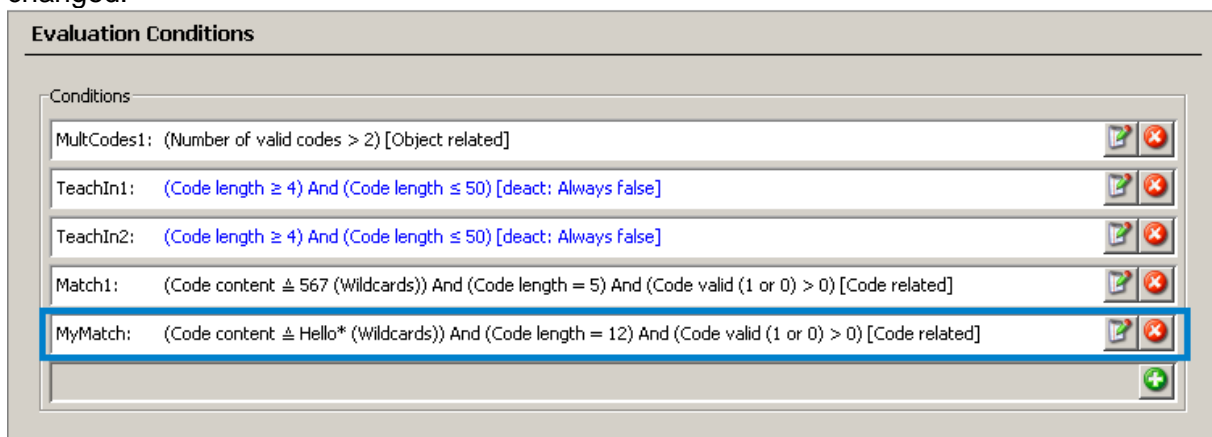 changed.
Evaluation Conditions
Conditions
MultCodes1: (Number of valid codes > 2) [Object related]
TeachIn1: (Code length ≥ 4) And (Code length ≤ 50) [deact: Always false]
TeachIn2: (Code length ≥ 4) And (Code length ≤ 50) [deact: Always false]
Match1: (Code content ≙ 567 (Wildcards)) And (Code length = 5) And (Code valid (1 or 0) > 0) [Code related]
MyMatch: (Code content ≙ Hello* (Wildcards)) And (Code length = 12) And (Code valid (1 or 0) > 0) [Code related]